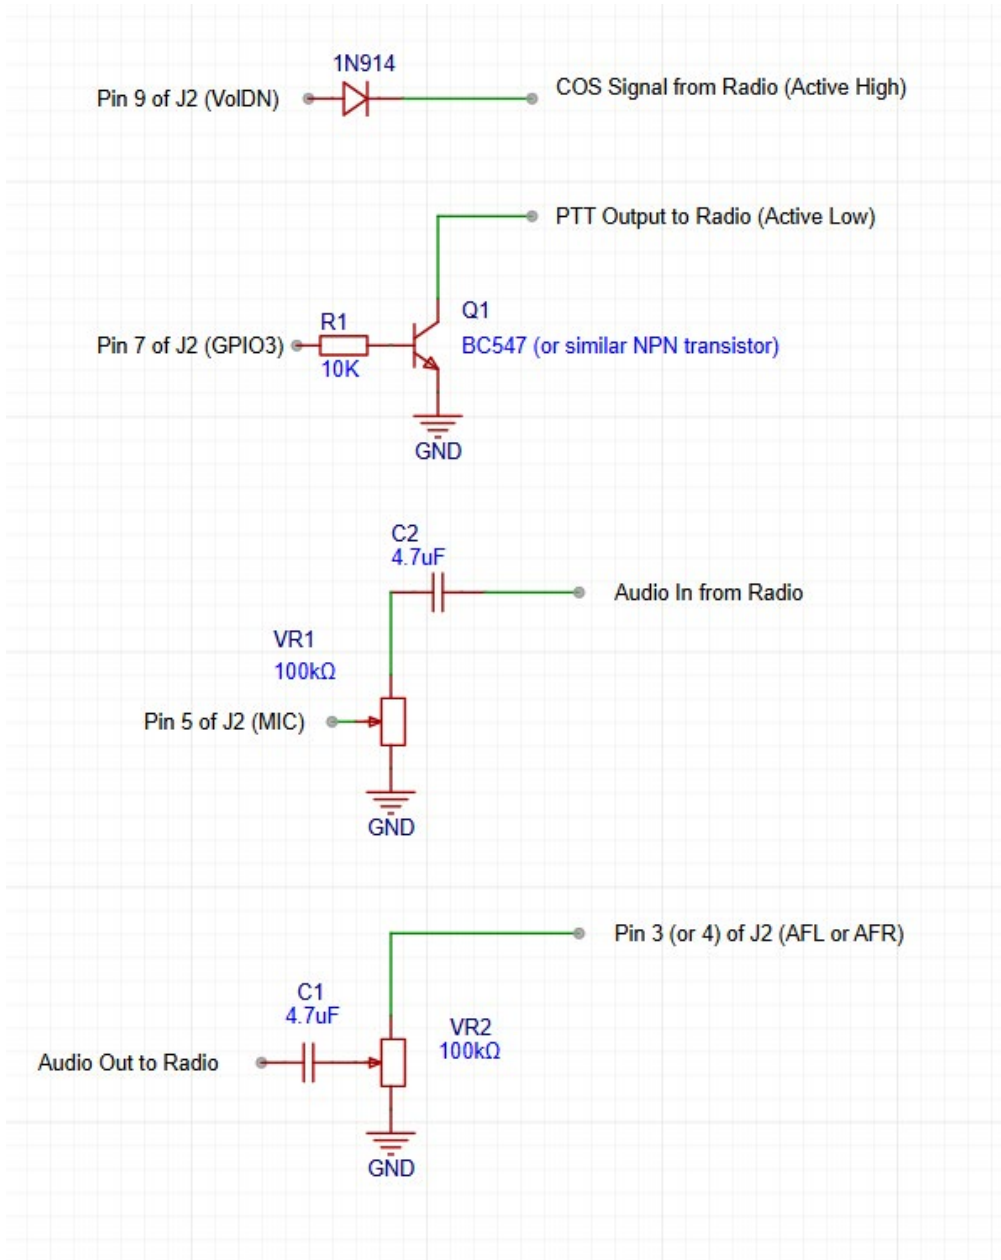 1N914
Pin 9 of J2 (VolDN)
COS Signal from Radio (Active High)
PTT Output to Radio (Active Low)
Q1
BC547 (or similar NPN transistor)
R1
10K
Pin 7 of J2 (GPIO3)
GND
C2
4.7uF
Audio In from Radio
VR1
100kΩ
Pin 5 of J2 (MIC)
GND
Pin 3 (or 4) of J2 (AFL or AFR)
C1
4.7uF
VR2
100kΩ
Audio Out to Radio
GND